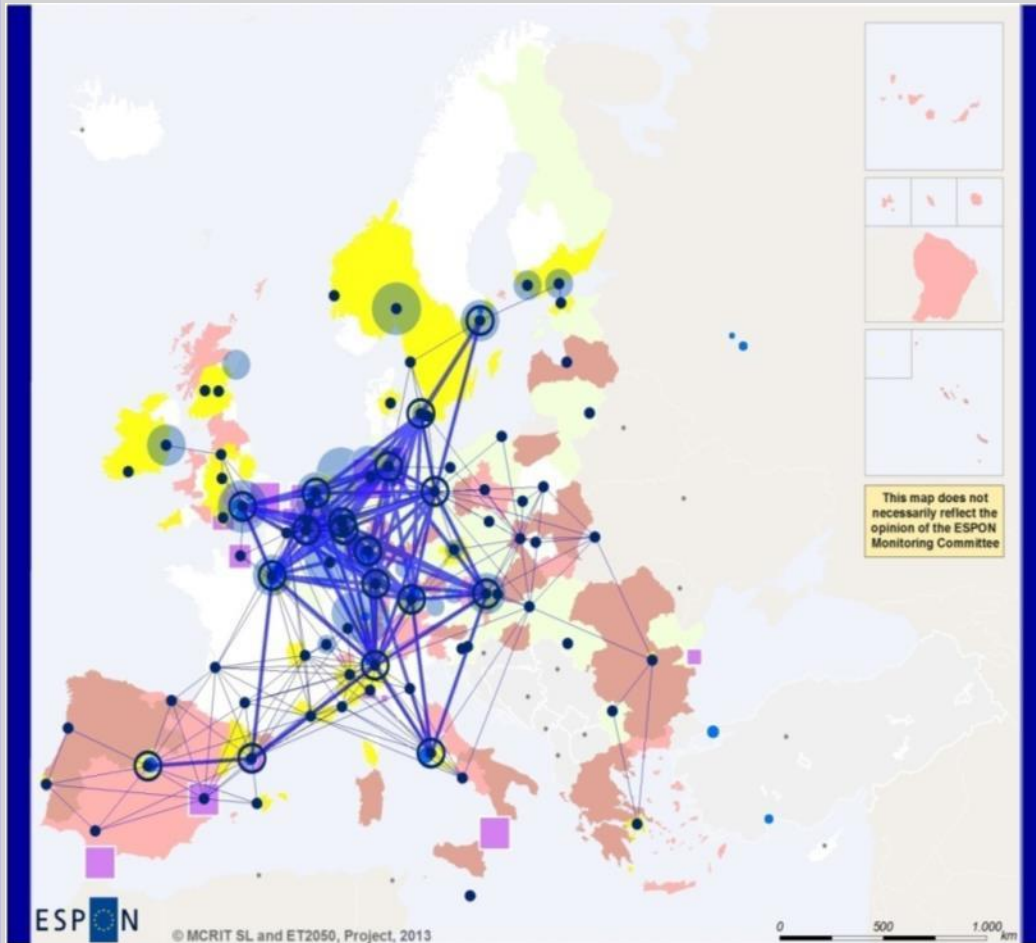 This map does not
necessarily reflect the
opinion of the ESPON
Monitoring Committee
ESPON
© MCRIT SL and ET2050, Project, 2013
0 500 1.000
km